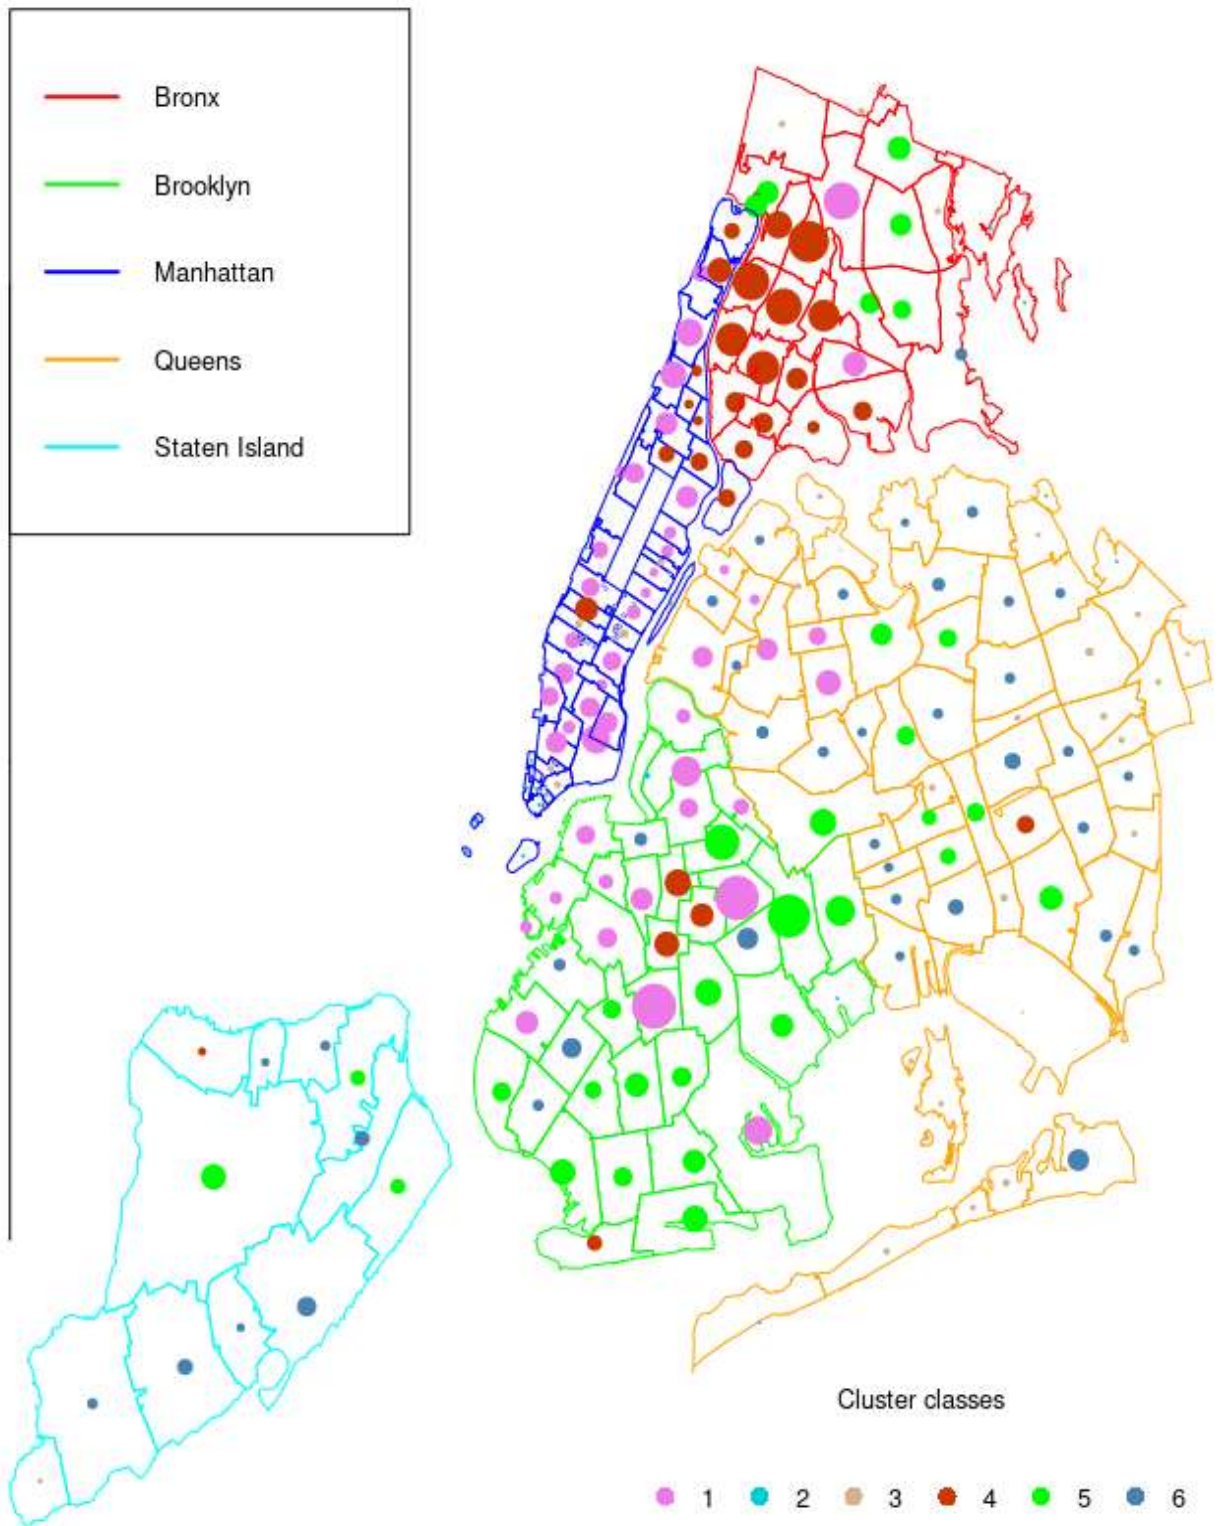 Bronx
Brooklyn
Manhattan
Queens
Staten Island
Cluster classes
1 2 3 4 5 6